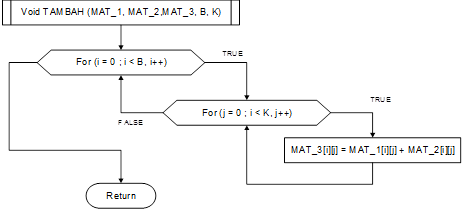 Void TAMBAH (MAT_1, MAT_2,MAT_3, B, K)
For (i = 0 ; i < B, i++)
TRUE
For (j = 0 ; i < K, j++)
TRUE
FALSE
MAT_3[i][j] = MAT_1[i][j] + MAT_2[i][j]
Return